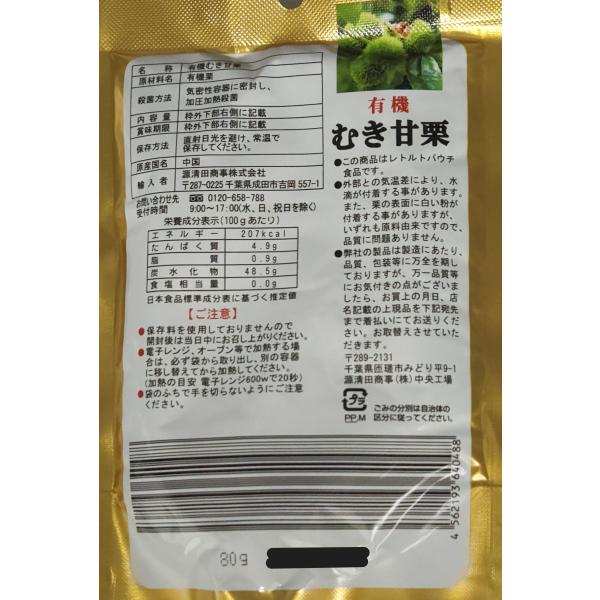 名 称 有機むき甘栗
原材料名 有機栗
殺菌方法 気密性容器に密封し、
加圧加熱殺菌
内 容 量 枠外下部右側に記載
賞味期限 枠外下部右側に記載
保存方法 直射日光を避け、常温で
保存してください。
原産国名 中国
輸 入 者 源清田商事株式会社
〒287-0225 千葉県成田市吉岡 557-1
お問い合わせ先 0120-658-788
受付時間 9:00~17:00(水、日、祝日を除く)
栄養成分表示(100gあたり)
エネルギー 207kcal
たんぱく質 4.9g
脂質 0.9g
炭水化物 48.5g
食塩相当量 0.0g
日本食品標準成分表に基づく推定値
【ご注意】
●保存料を使用しておりませんので
開封後は当日中にお召し上がりください。
●電子レンジ、オーブン等で加熱する場
合は、必ず袋から取り出し、別の容器
に移し替えてから加熱してください。
(加熱の目安 電子レンジ600wで20秒)
●袋のふちで手を切らないようにご注意
ください。
有機
むき甘栗
●この商品はレトルトパウチ
食品です。
●外部との気温差により、水
滴が付着する事があります。
また、栗の表面に白い粉が
付着する事がありますが、
いずれも原料由来ですので、
品質に問題ありません。
●弊社の製品は製造にあたり、
品質、包装等に万全を期し
ておりますが、万一品質等
にお気付きの点がございま
したら、お買上の月日、店
名記載の上現品を下記宛先
まで着払いにてお送りくださ
い。お取替えさせていた
だきます。
〒289-2131
千葉県匝瑳市みどり平9-1
源清田商事(株)中央工場
プラ
PP,M
ごみの分別は自治体の
区分に従ってください。
4 562193 640488
80g